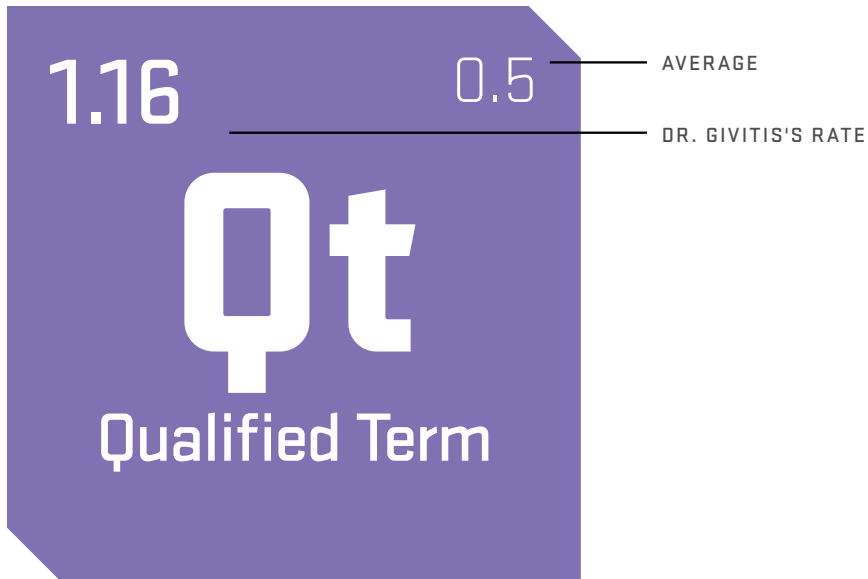 1.16
0.5
AVERAGE
DR. GIVITIS'S RATE
Qt
Qualified Term